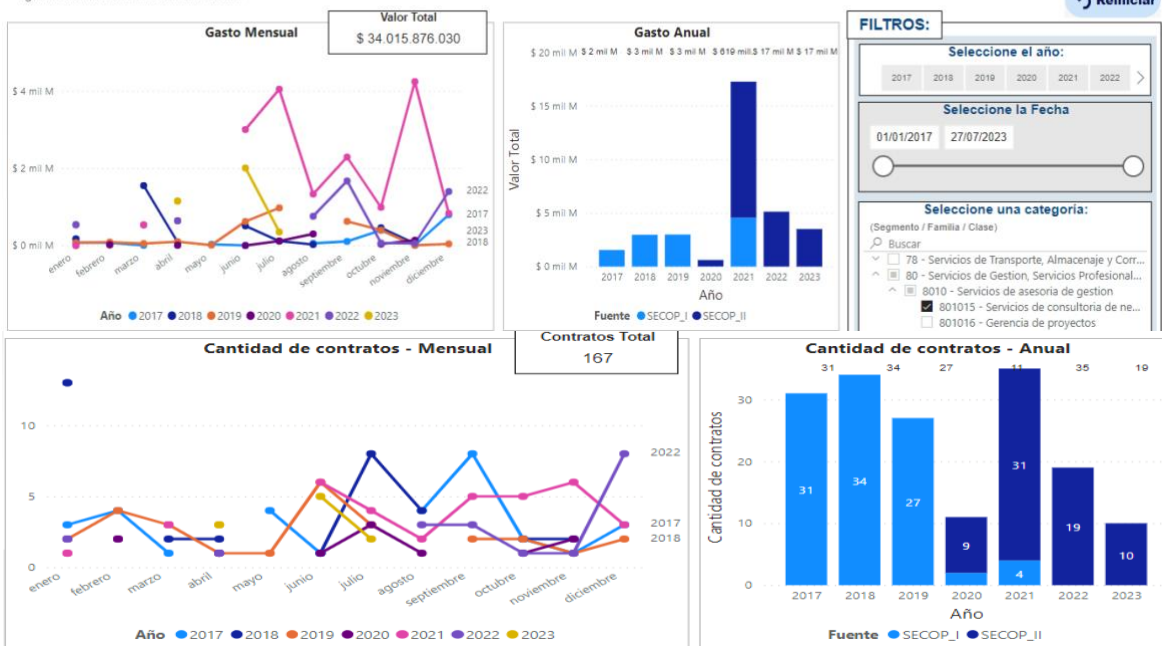 Reiniciar
Gasto Mensual
Valor Total
$ 34.015.876.030
$ 4 mil M
$ 2 mil M
$ 0 mil M
2022
2017
2023
2018
enero
febrero
marzo
abril
mayo
junio
julio
agosto
septiembre
octubre
noviembre
diciembre
Año 2017 2018 2019 2020 2021 2022 2023
Gasto Anual
$ 20 mil M $ 2 mil M $ 3 mil M $ 3 mil M $ 619 mill. $ 17 mil M $ 17 mil M
$ 15 mil M
$ 10 mil M
$ 5 mil M
$ 0 mil M
Valor Total
2017 2018 2019 2020 2021 2022 2023
Año
Fuente SECOP_I SECOP_II
FILTROS:
Seleccione el año:
2017 2018 2019 2020 2021 2022
Seleccione la Fecha
01/01/2017 27/07/2023
Seleccione una categoria:
(Segmento / Familia / Clase)
Buscar
78 - Servicios de Transporte, Almacenaje y Corr...
80 - Servicios de Gestion, Servicios Profesional...
8010 - Servicios de asesoria de gestion
801015 - Servicios de consultoria de ne...
801016 - Gerencia de proyectos
Cantidad de contratos - Mensual
Contratos Total
167
10
5
0
2022
2017
2018
enero
febrero
marzo
abril
mayo
junio
julio
agosto
septiembre
octubre
noviembre
diciembre
Año 2017 2018 2019 2020 2021 2022 2023
Cantidad de contratos - Anual
31 34 27 11 35 19
30
20
10
0
Cantidad de contratos
31
34
27
9
31
4
19
10
2017 2018 2019 2020 2021 2022 2023
Año
Fuente SECOP_I SECOP_II